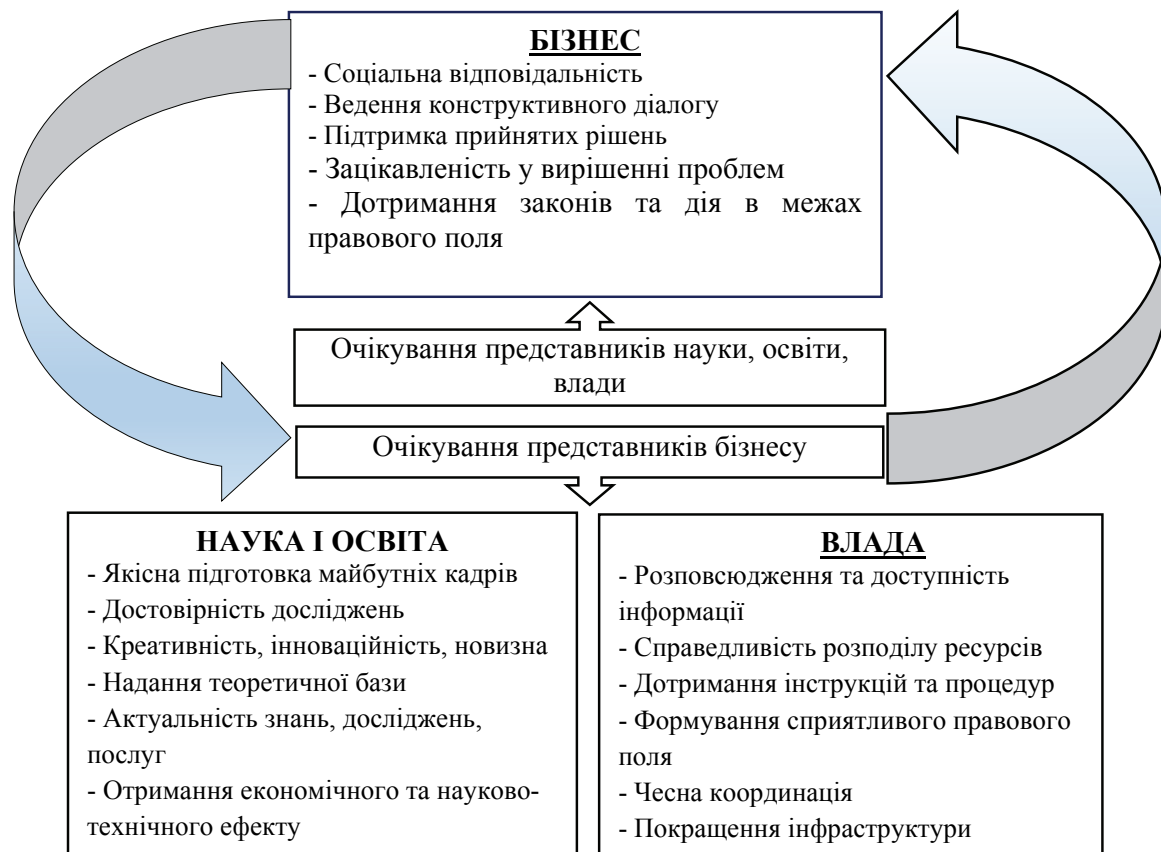 БІЗНЕС
- Соціальна відповідальність
- Ведення конструктивного діалогу
- Підтримка прийнятих рішень
- Зацікавленість у вирішенні проблем
- Дотримання законів та дія в межах
правового поля
Очікування представників науки, освіти,
влади
Очікування представників бізнесу
НАУКА І ОСВІТА
- Якісна підготовка майбутніх кадрів
- Достовірність досліджень
- Креативність, інноваційність, новизна
- Надання теоретичної бази
- Актуальність знань, досліджень,
послуг
- Отримання економічного та науково-
технічного ефекту
ВЛАДА
- Розповсюдження та доступність
інформації
- Справедливість розподілу ресурсів
- Дотримання інструкцій та процедур
- Формування сприятливого правового
поля
- Чесна координація
- Покращення інфраструктури